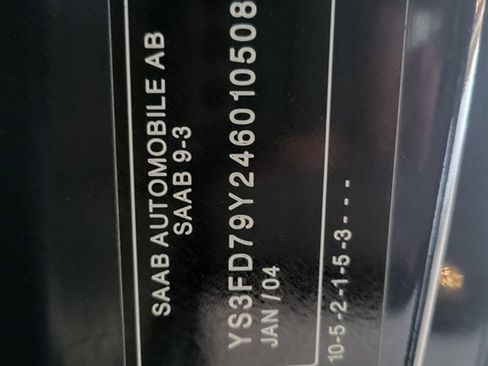 SAAB AUTOMOBILE AB
SAAB 9-3
YS3FD79Y246010508
JAN / 04
10-5-2-1-5-3---